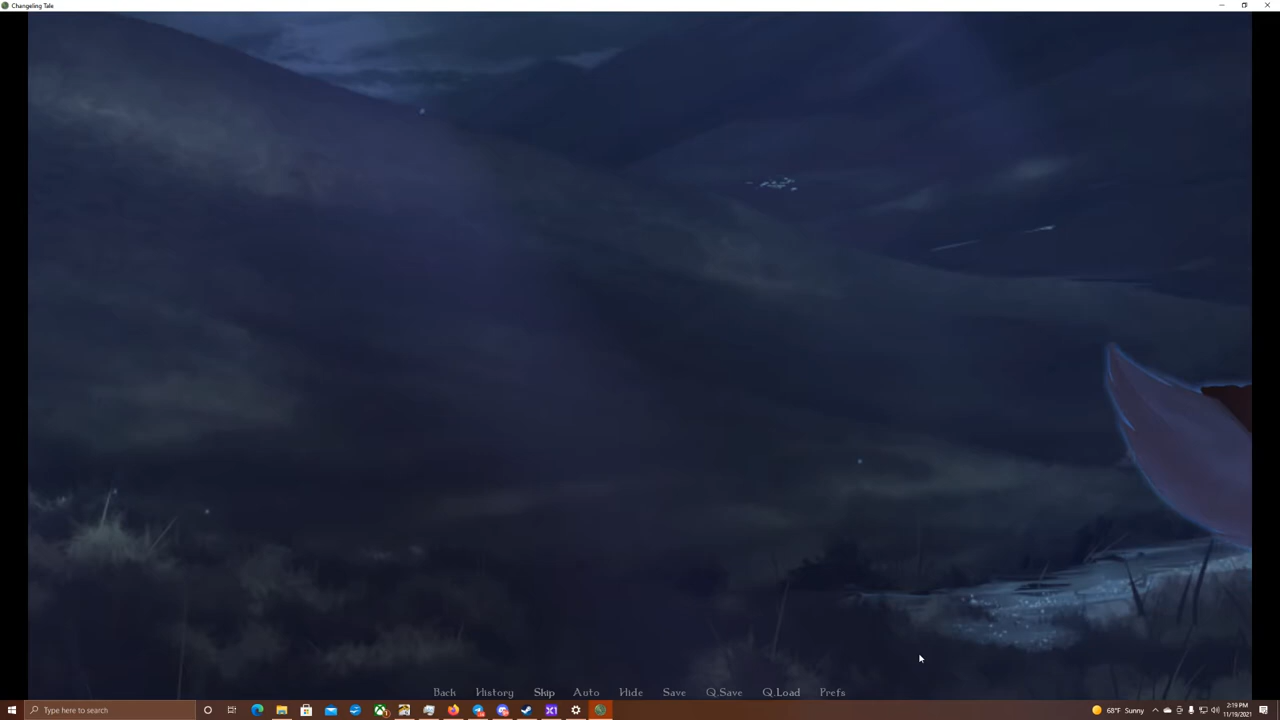 Changeling Tale
Back History Skip Auto Hide Save Q.Save Q.Load Prefs
Type here to search
68°F Sunny
2:19 PM
11/19/2021